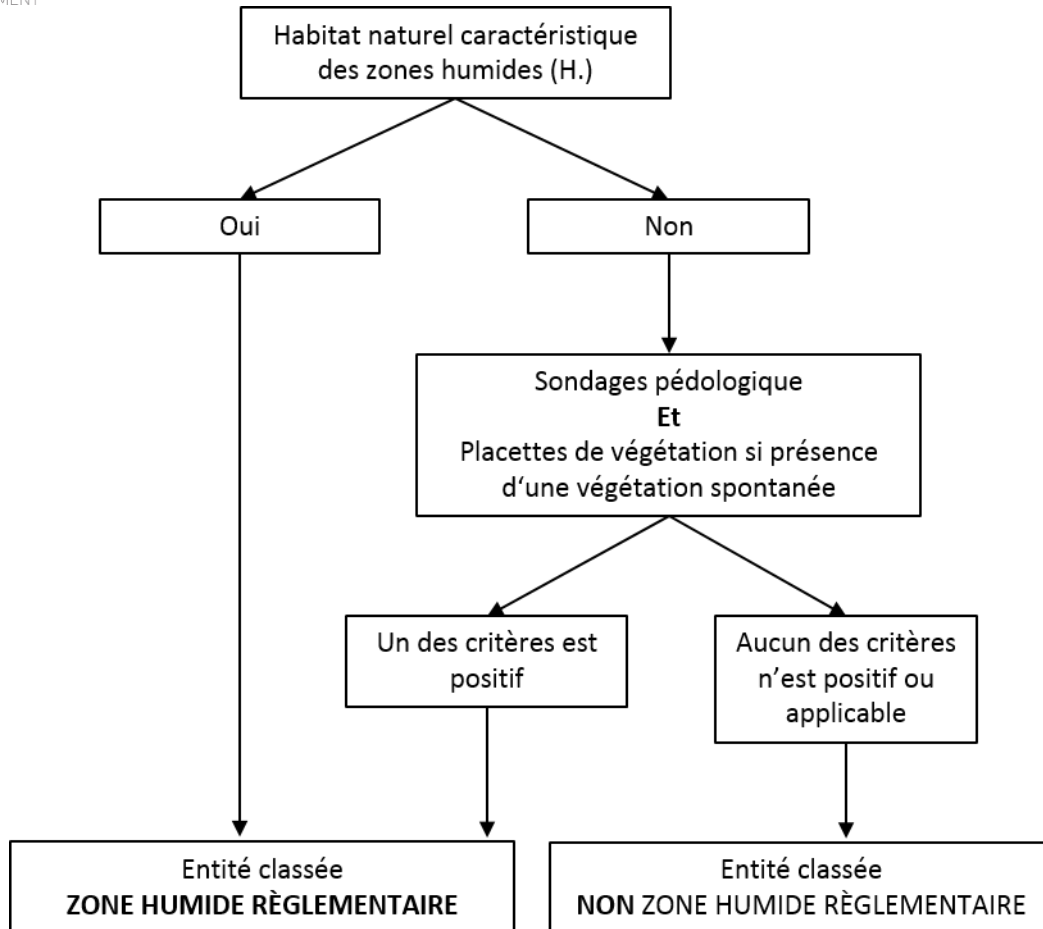 Habitat naturel caractéristique
des zones humides (H.)
Oui
Non
Sondages pédologique
Et
Placettes de végétation si présence
d‘une végétation spontanée
Un des critères est
positif
Aucun des critères
n’est positif ou
applicable
Entité classée
ZONE HUMIDE RÈGLEMENTAIRE
Entité classée
NON ZONE HUMIDE RÈGLEMENTAIRE